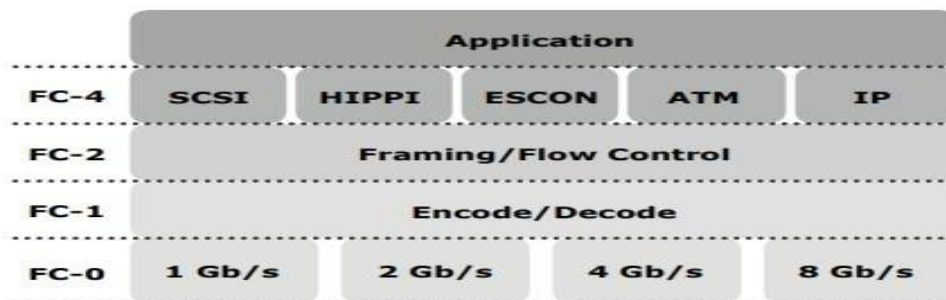 Application
FC-4 SCSI HIPPI ESCON ATM IP
FC-2 Framing/Flow Control
FC-1 Encode/Decode
FC-0 1 Gb/s 2 Gb/s 4 Gb/s 8 Gb/s